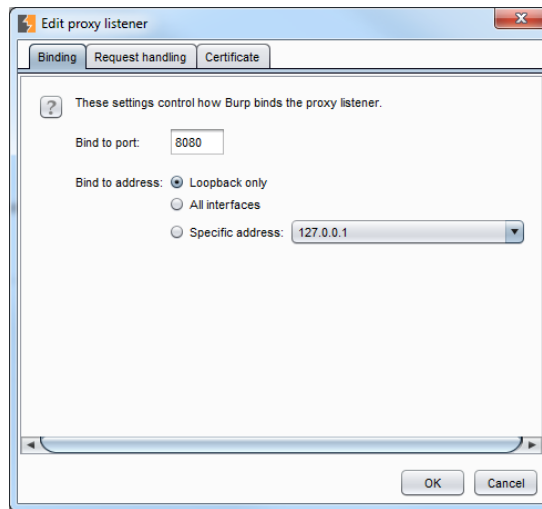 Edit proxy listener
Binding Request handling Certificate
? These settings control how Burp binds the proxy listener.
Bind to port: 8080
Bind to address: Loopback only
All interfaces
Specific address: 127.0.0.1
OK Cancel